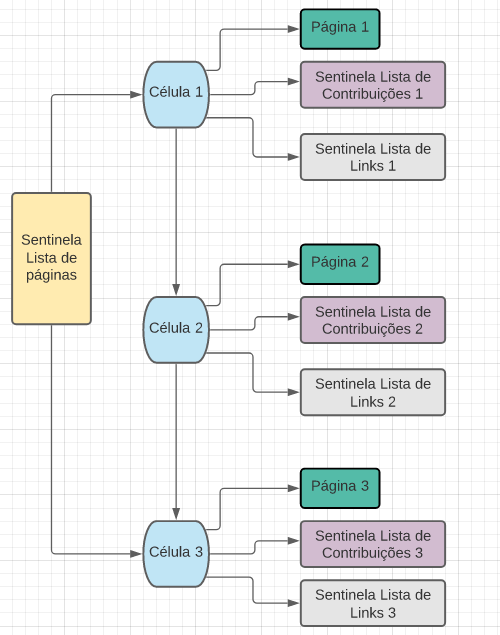 Página 1
Célula 1
Sentinela Lista de
Contribuições 1
Sentinela Lista de
Links 1
Sentinela
Lista de
páginas
Página 2
Célula 2
Sentinela Lista de
Contribuições 2
Sentinela Lista de
Links 2
Página 3
Célula 3
Sentinela Lista de
Contribuições 3
Sentinela Lista de
Links 3